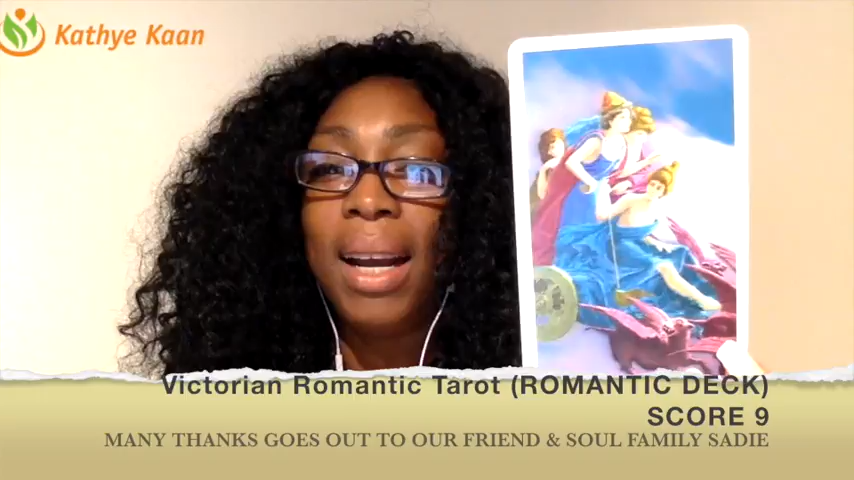 Kathye Kaan
Victorian Romantic Tarot (ROMANTIC DECK)
SCORE 9
MANY THANKS GOES OUT TO OUR FRIEND & SOUL FAMILY SADIE